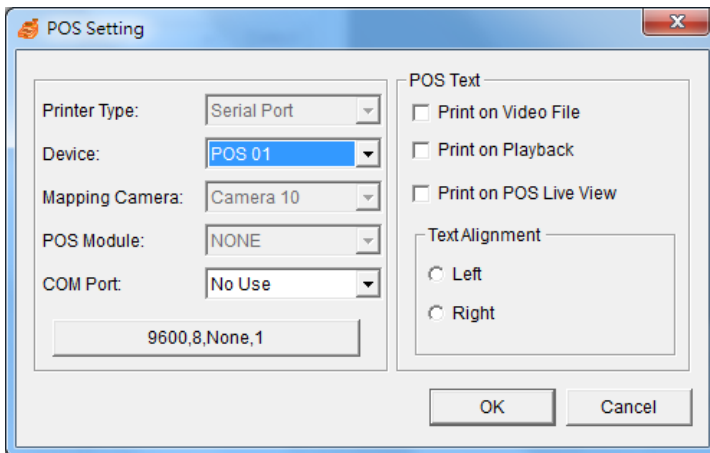 POS Setting
Printer Type: Serial Port
Device: POS 01
Mapping Camera: Camera 10
POS Module: NONE
COM Port: No Use
9600,8,None,1
POS Text
Print on Video File
Print on Playback
Print on POS Live View
Text Alignment
Left
Right
OK
Cancel